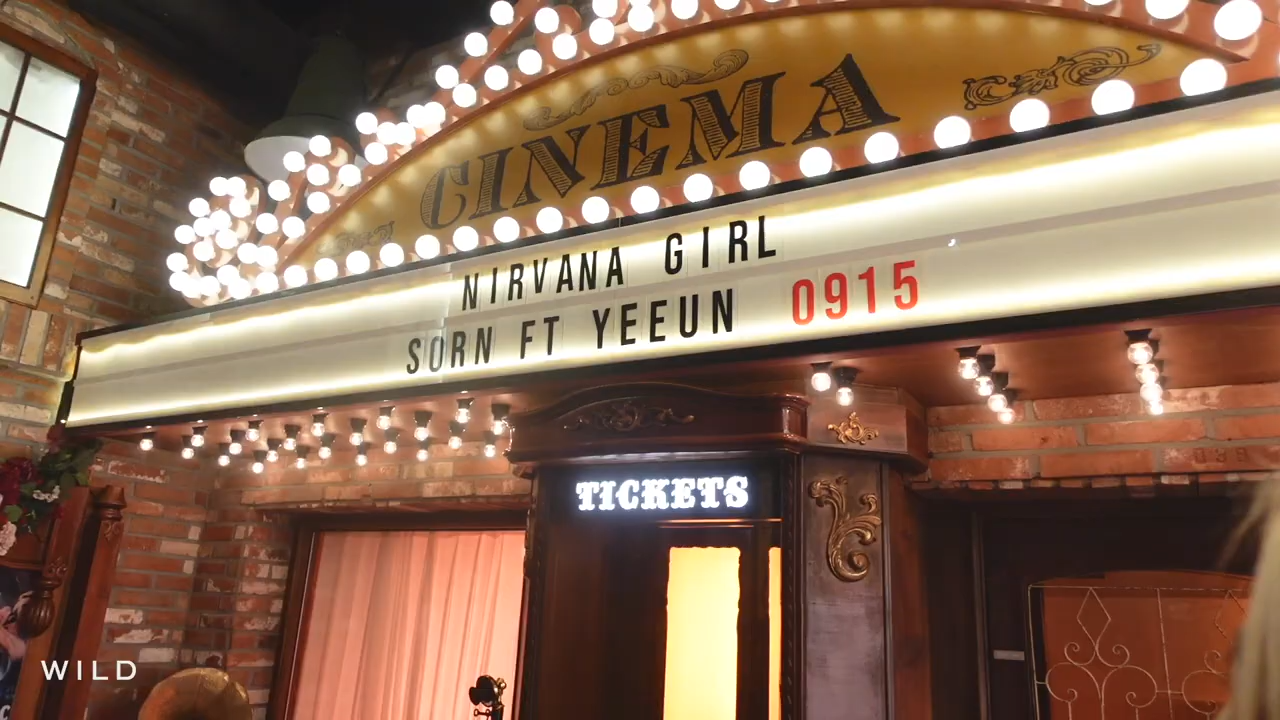 CINEMA
NIRVANA GIRL
SORN FT YEEUN 0915
TICKETS
WILD